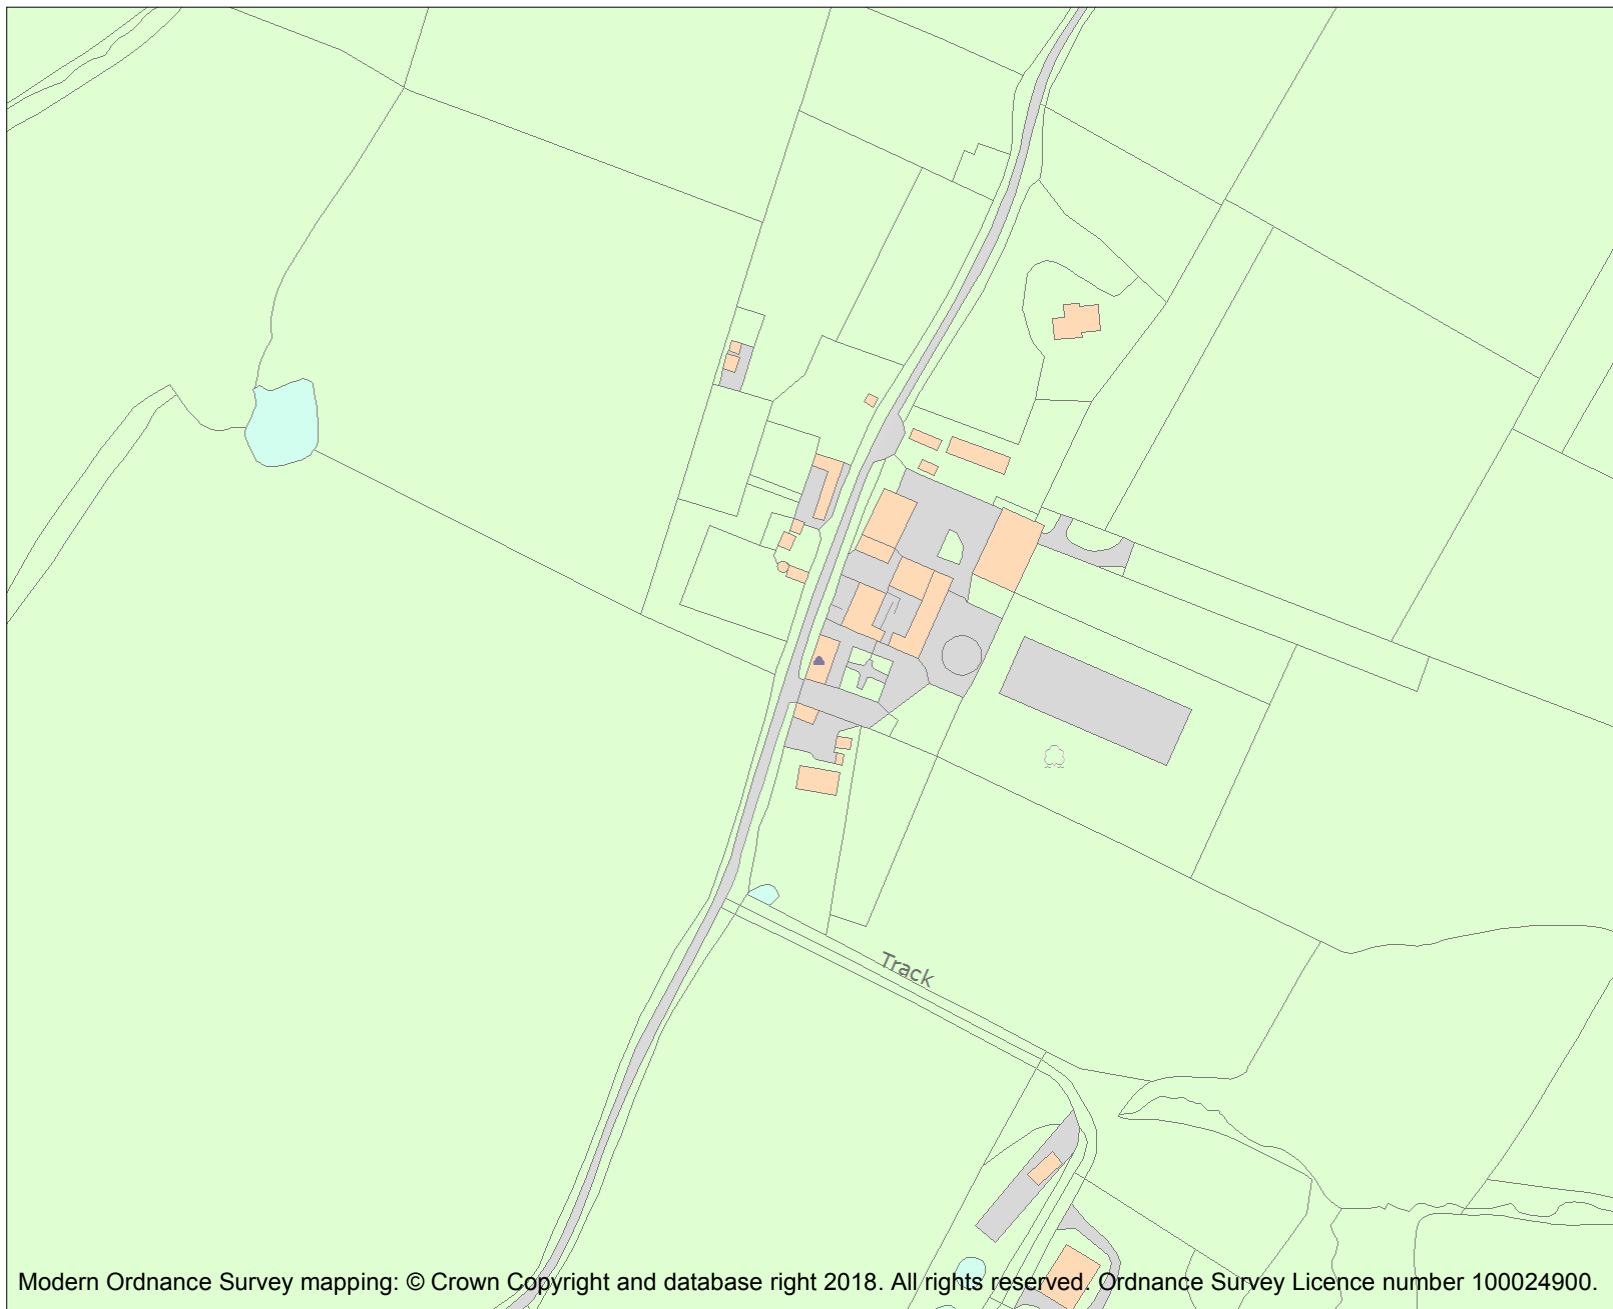 Track
Modern Ordnance Survey mapping: © Crown Copyright and database right 2018. All rights reserved. Ordnance Survey Licence number 100024900.